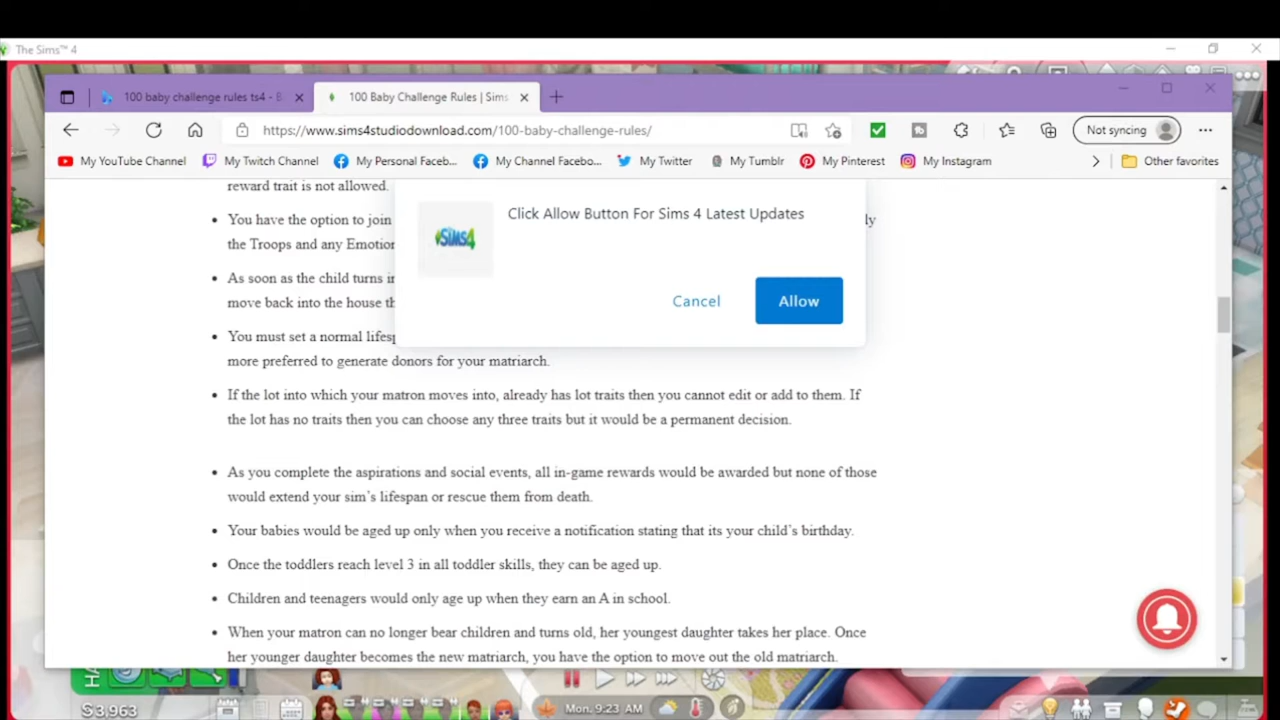 The Sims™ 4
100 baby challenge rules ts4 - B
100 Baby Challenge Rules | Sims
https://www.sims4studiodownload.com/100-baby-challenge-rules/
Not syncing
My YouTube Channel
My Twitch Channel
My Personal Faceb...
My Channel Facebo...
My Twitter
My Tumblr
My Pinterest
My Instagram
Other favorites
reward trait is not allowed.
Click Allow Button For Sims 4 Latest Updates
SiMS4
Cancel
Allow
You have the option to join
ly
the Troops and any Emotion
As soon as the child turns in
move back into the house th
You must set a normal lifesp
more preferred to generate donors for your matriarch.
If the lot into which your matron moves into, already has lot traits then you cannot edit or add to them. If
the lot has no traits then you can choose any three traits but it would be a permanent decision.
As you complete the aspirations and social events, all in-game rewards would be awarded but none of those
would extend your sim's lifespan or rescue them from death.
Your babies would be aged up only when you receive a notification stating that its your child's birthday.
Once the toddlers reach level 3 in all toddler skills, they can be aged up.
Children and teenagers would only age up when they earn an A in school.
When your matron can no longer bear children and turns old, her youngest daughter takes her place. Once
her younger daughter becomes the new matriarch, you have the option to move out the old matriarch.
§3,963
Mon. 9:23 AM